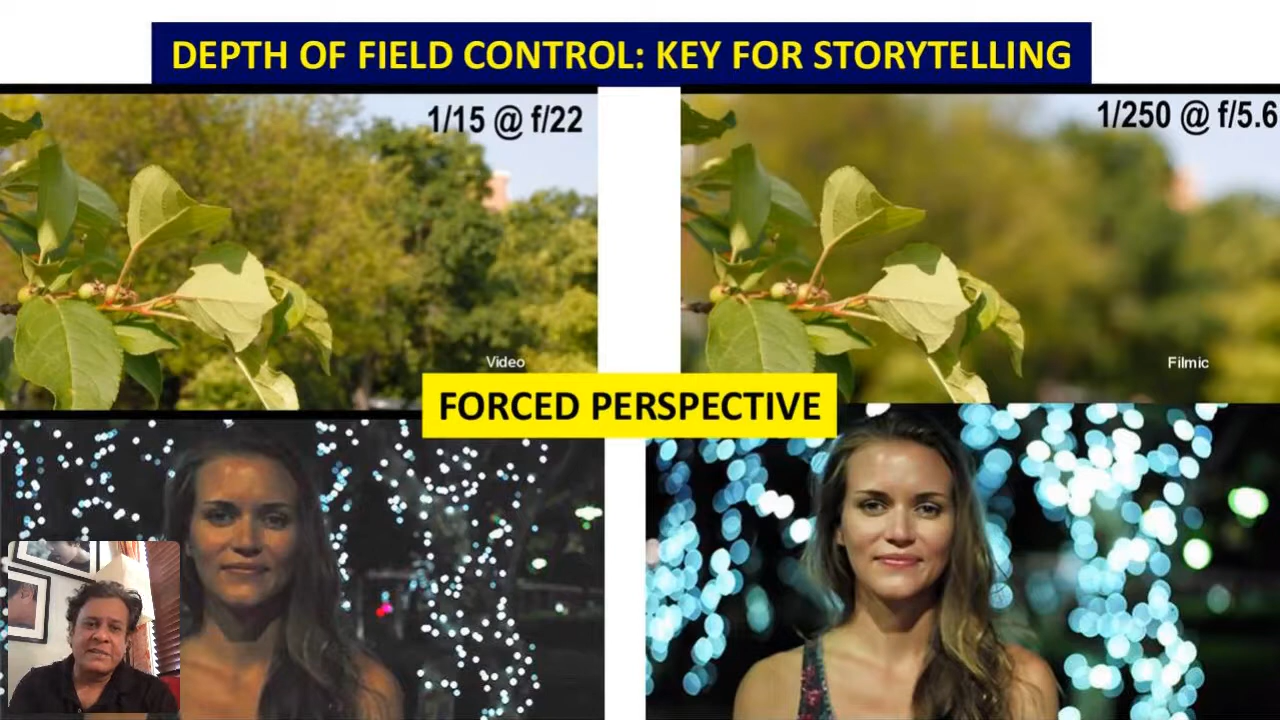 DEPTH OF FIELD CONTROL: KEY FOR STORYTELLING
1/15 @ f/22
1/250 @ f/5.6
Video
Filmic
FORCED PERSPECTIVE